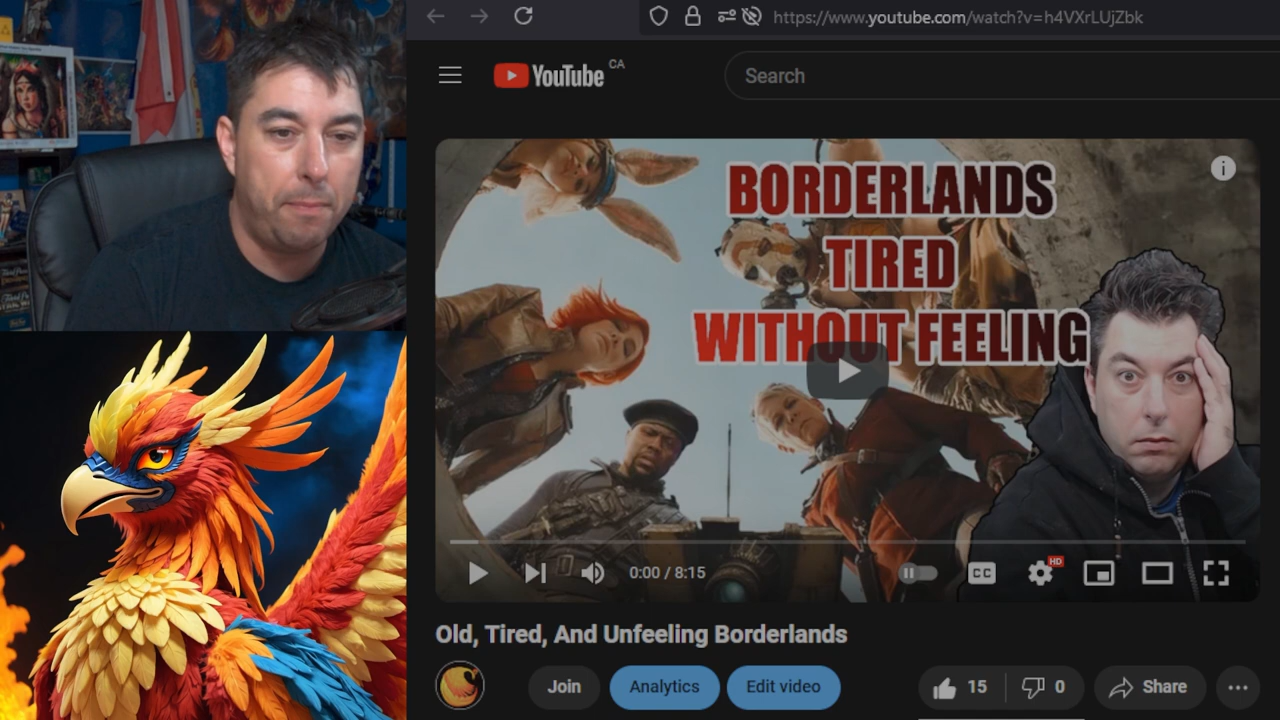 https://www.youtube.com/watch?v=h4VXrLUjZbk
YouTube CA
Search
BORDERLANDS
TIRED
WITHOUT FEELING
0:00 / 8:15
CC
HD
Old, Tired, And Unfeeling Borderlands
Join
Analytics
Edit video
15
0
Share